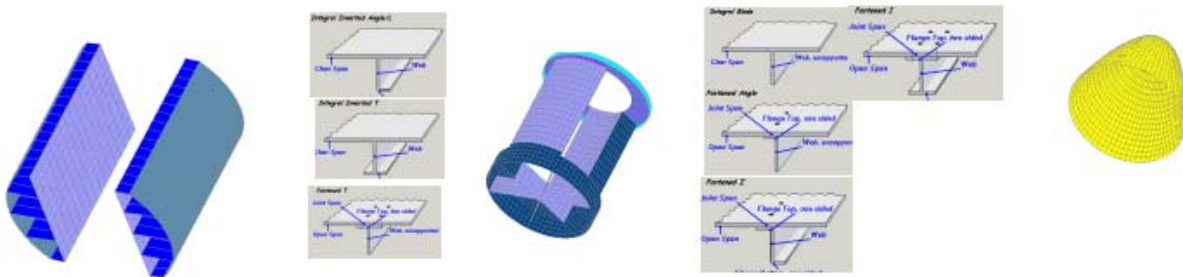 Integral Inverted Angle/L
Clear Span
Web
Integral Inverted T
Clear Span
Web
Fastened T
Joint Span
Flange Top, two sided
Open Span
Web, unsupported
Integral Blade
Clear Span
Web, unsupported
Fastened Angle
Joint Span
Flange Top, one sided
Open Span
Web, unsupported
Fastened I
Joint Span
Flange Top, one sided
Open Span
Web
Fastened I
Joint Span
Flange Top, two sided
Open Span
Web